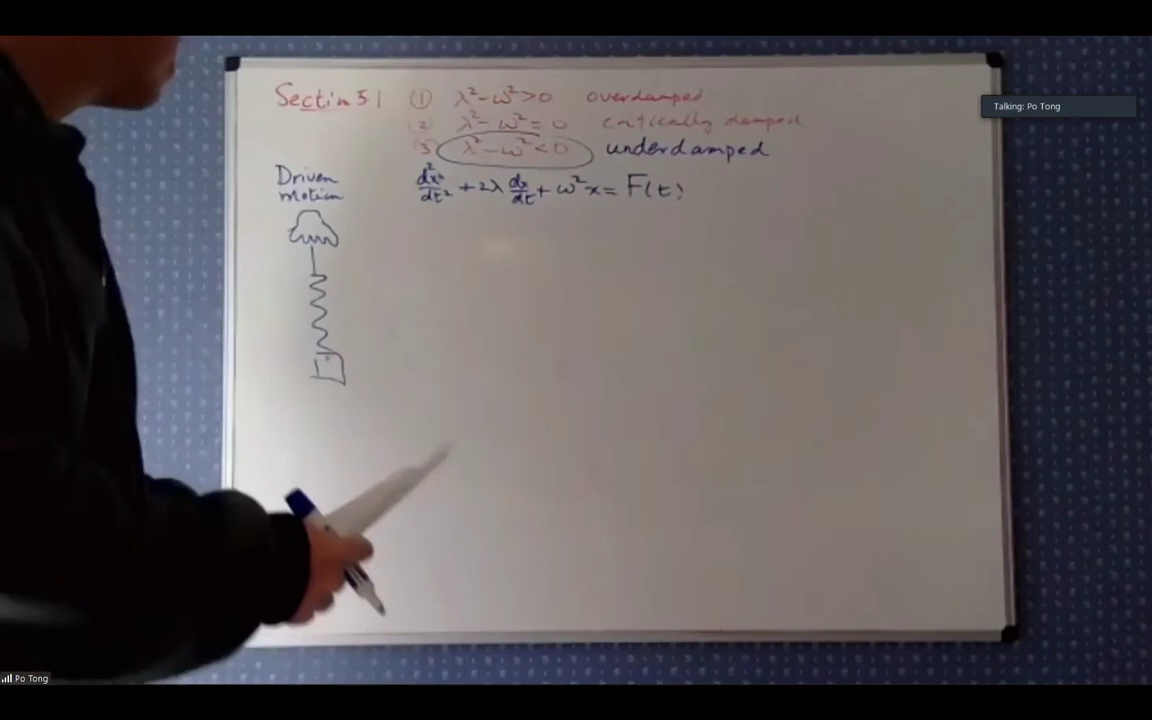 Section 5.1 (1) λ²-ω²>0 overdamped
(2) λ²-ω²=0 critically damped
(3) λ²-ω²<0 underdamped
Driven motion
d²x/dt² + 2λ dx/dt + ω²x = F(t)
Talking: Po Tong
Po Tong